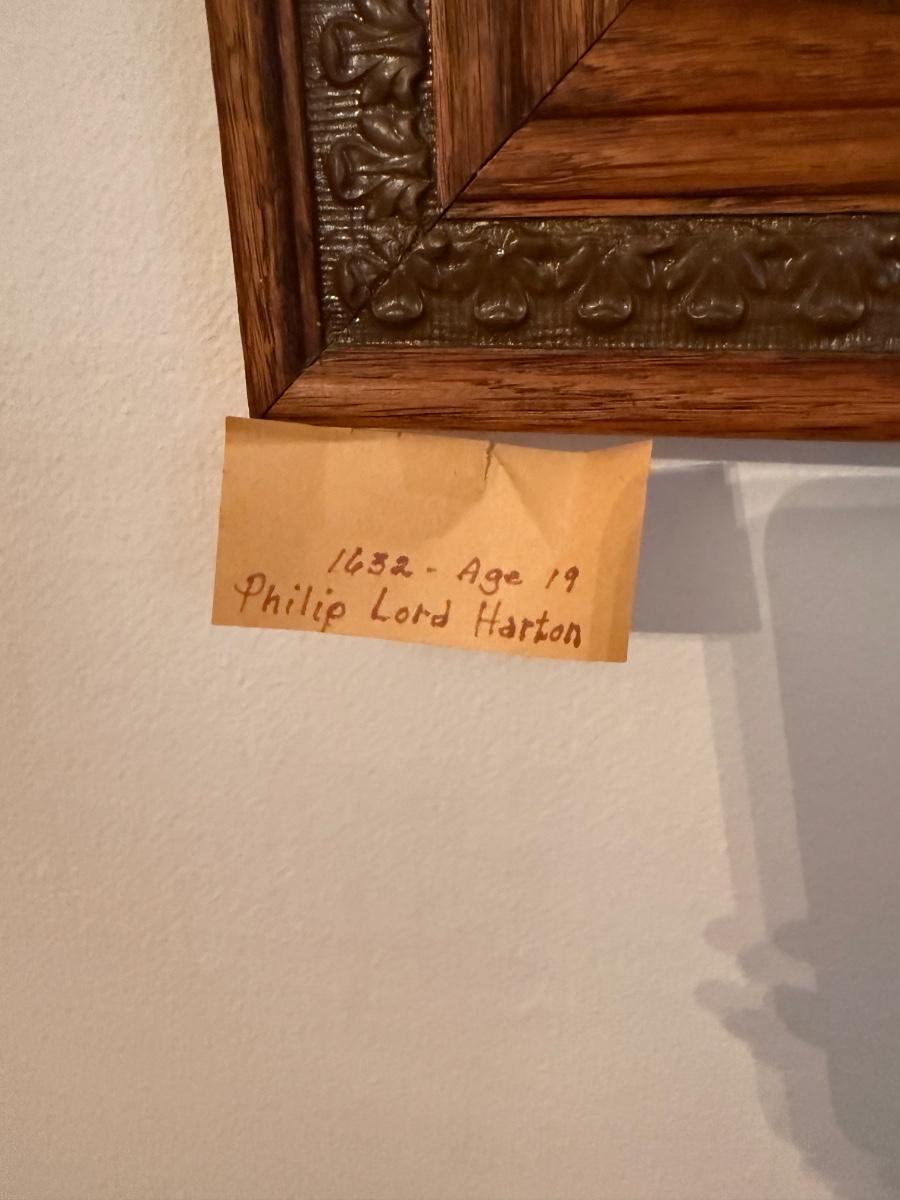 1632 - Age 19
Philip Lord Harton